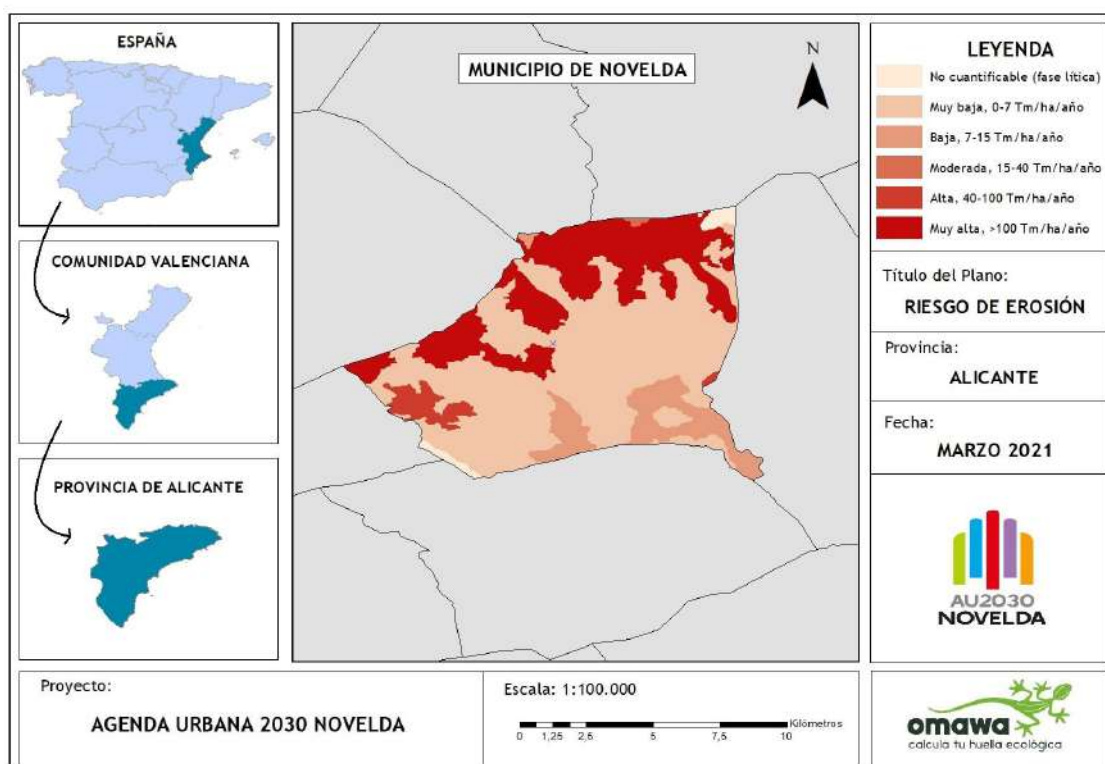 ESPAÑA
COMUNIDAD VALENCIANA
PROVINCIA DE ALICANTE
MUNICIPIO DE NOVELDA
N
LEYENDA
No cuantificable (fase lítica)
Muy baja, 0-7 Tm/ha/año
Baja, 7-15 Tm/ha/año
Moderada, 15-40 Tm/ha/año
Alta, 40-100 Tm/ha/año
Muy alta, >100 Tm/ha/año
Título del Plano:
RIESGO DE EROSIÓN
Provincia:
ALICANTE
Fecha:
MARZO 2021
AU2030
NOVELDA
Proyecto:
AGENDA URBANA 2030 NOVELDA
Escala: 1:100.000
Kilómetros
0 1,25 2,5 5 7,5 10
omawa
calcula tu huella ecológica